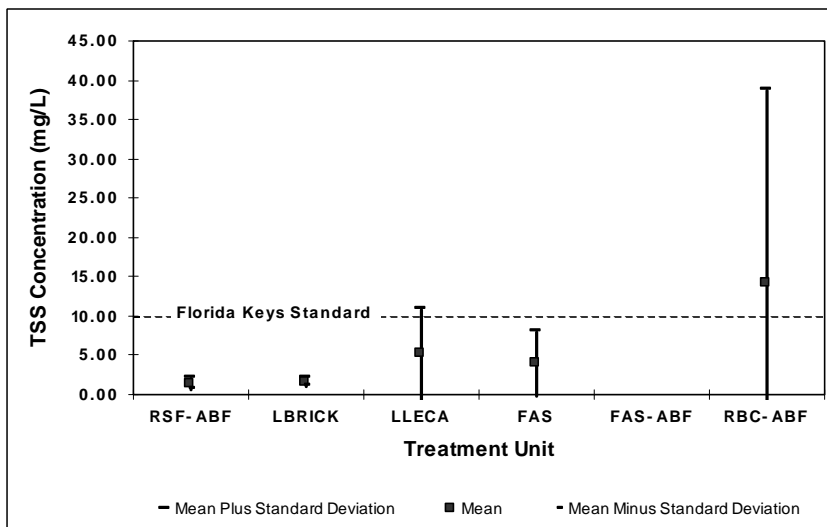 45.00
40.00
35.00
30.00
25.00
20.00
15.00
10.00
5.00
0.00
TSS Concentration (mg/L)
Florida Keys Standard
RSF-ABF LBRICK LLECA FAS FAS-ABF RBC-ABF
Treatment Unit
Mean Plus Standard Deviation Mean Mean Minus Standard Deviation